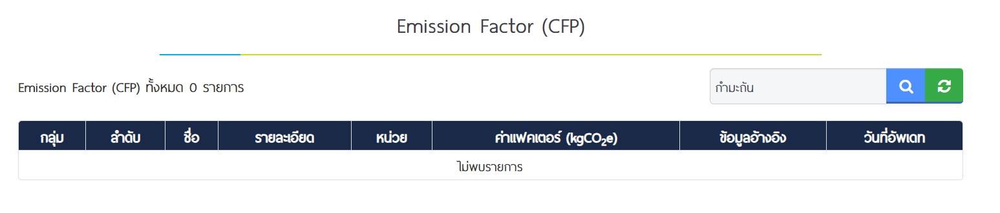 Emission Factor (CFP)
Emission Factor (CFP) ทั้งหมด 0 รายการ
กำมะถัน
กลุ่ม ลำดับ ชื่อ รายละเอียด หน่วย ค่าแฟคเตอร์ (kgCO₂e) ข้อมูลอ้างอิง วันที่อัพเดท
ไม่พบรายการ